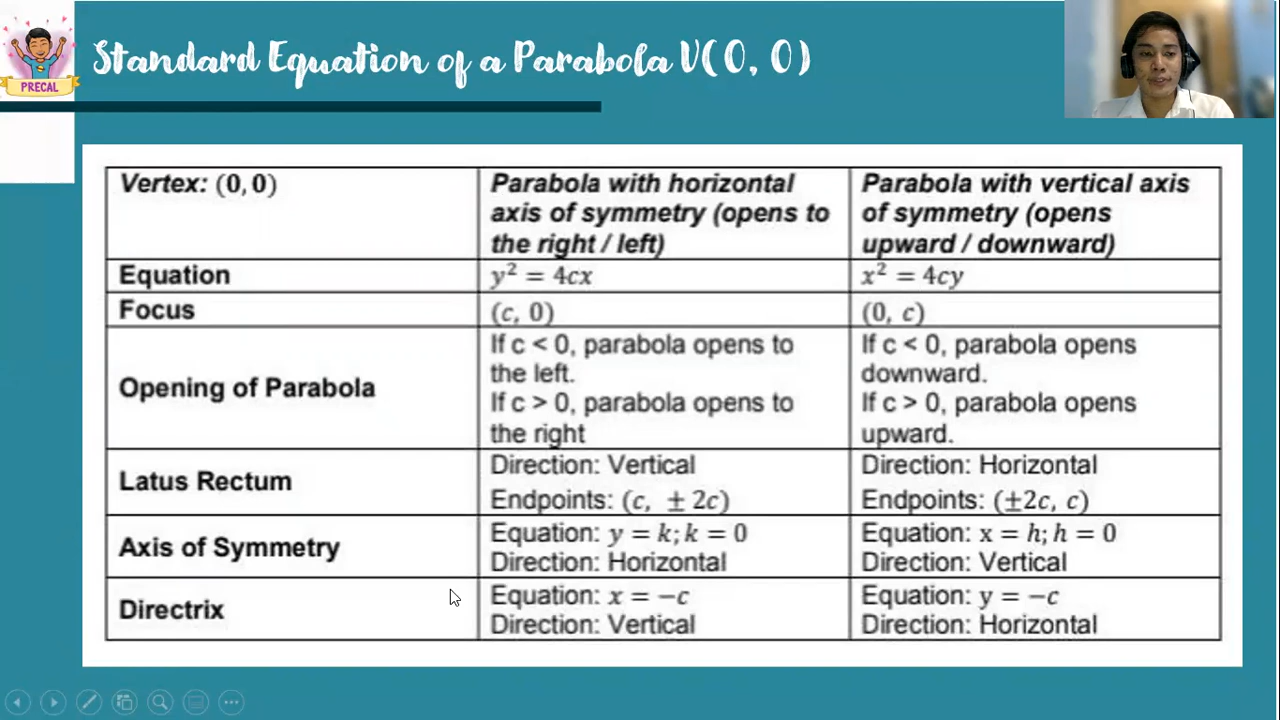 PRECAL
Standard Equation of a Parabola V(0, 0)
Vertex: (0, 0)
Parabola with horizontal
axis of symmetry (opens to
the right / left)
Parabola with vertical axis
of symmetry (opens
upward / downward)
Equation
y² = 4cx
x² = 4cy
Focus
(c, 0)
(0, c)
Opening of Parabola
If c < 0, parabola opens to
the left.
If c > 0, parabola opens to
the right
If c < 0, parabola opens
downward.
If c > 0, parabola opens
upward.
Latus Rectum
Direction: Vertical
Endpoints: (c, ± 2c)
Direction: Horizontal
Endpoints: (±2c, c)
Axis of Symmetry
Equation: y = k; k = 0
Direction: Horizontal
Equation: x = h; h = 0
Direction: Vertical
Directrix
Equation: x = −c
Direction: Vertical
Equation: y = −c
Direction: Horizontal